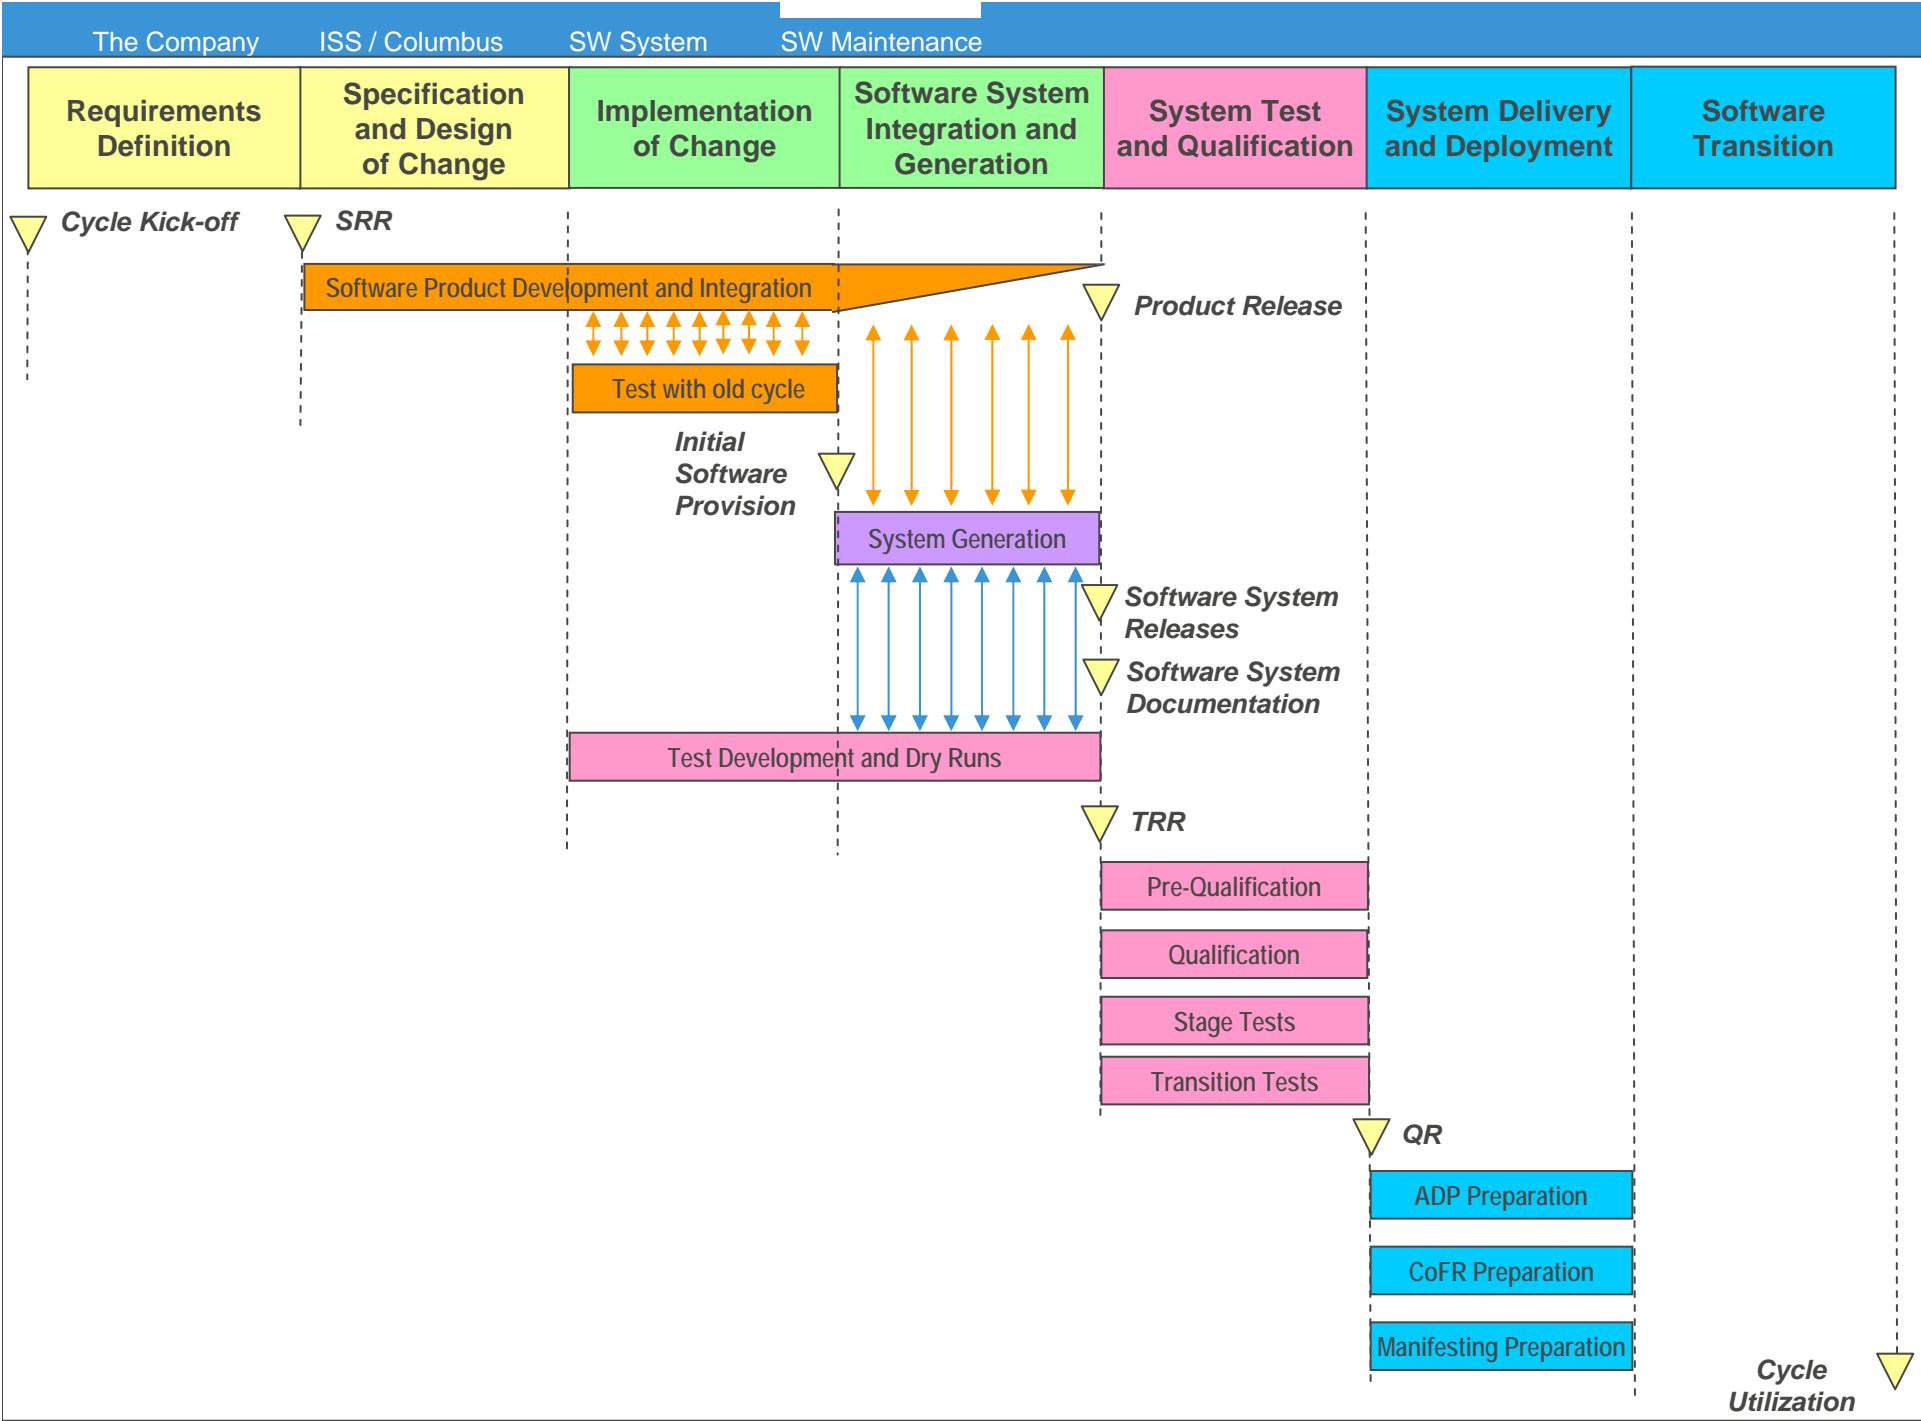 The Company ISS / Columbus SW System SW Maintenance
Requirements
Definition
Specification
and Design
of Change
Implementation
of Change
Software System
Integration and
Generation
System Test
and Qualification
System Delivery
and Deployment
Software
Transition
Cycle Kick-off
SRR
Software Product Development and Integration
Product Release
Test with old cycle
Initial
Software
Provision
System Generation
Software System
Releases
Software System
Documentation
Test Development and Dry Runs
TRR
Pre-Qualification
Qualification
Stage Tests
Transition Tests
QR
ADP Preparation
CoFR Preparation
Manifesting Preparation
Cycle
Utilization